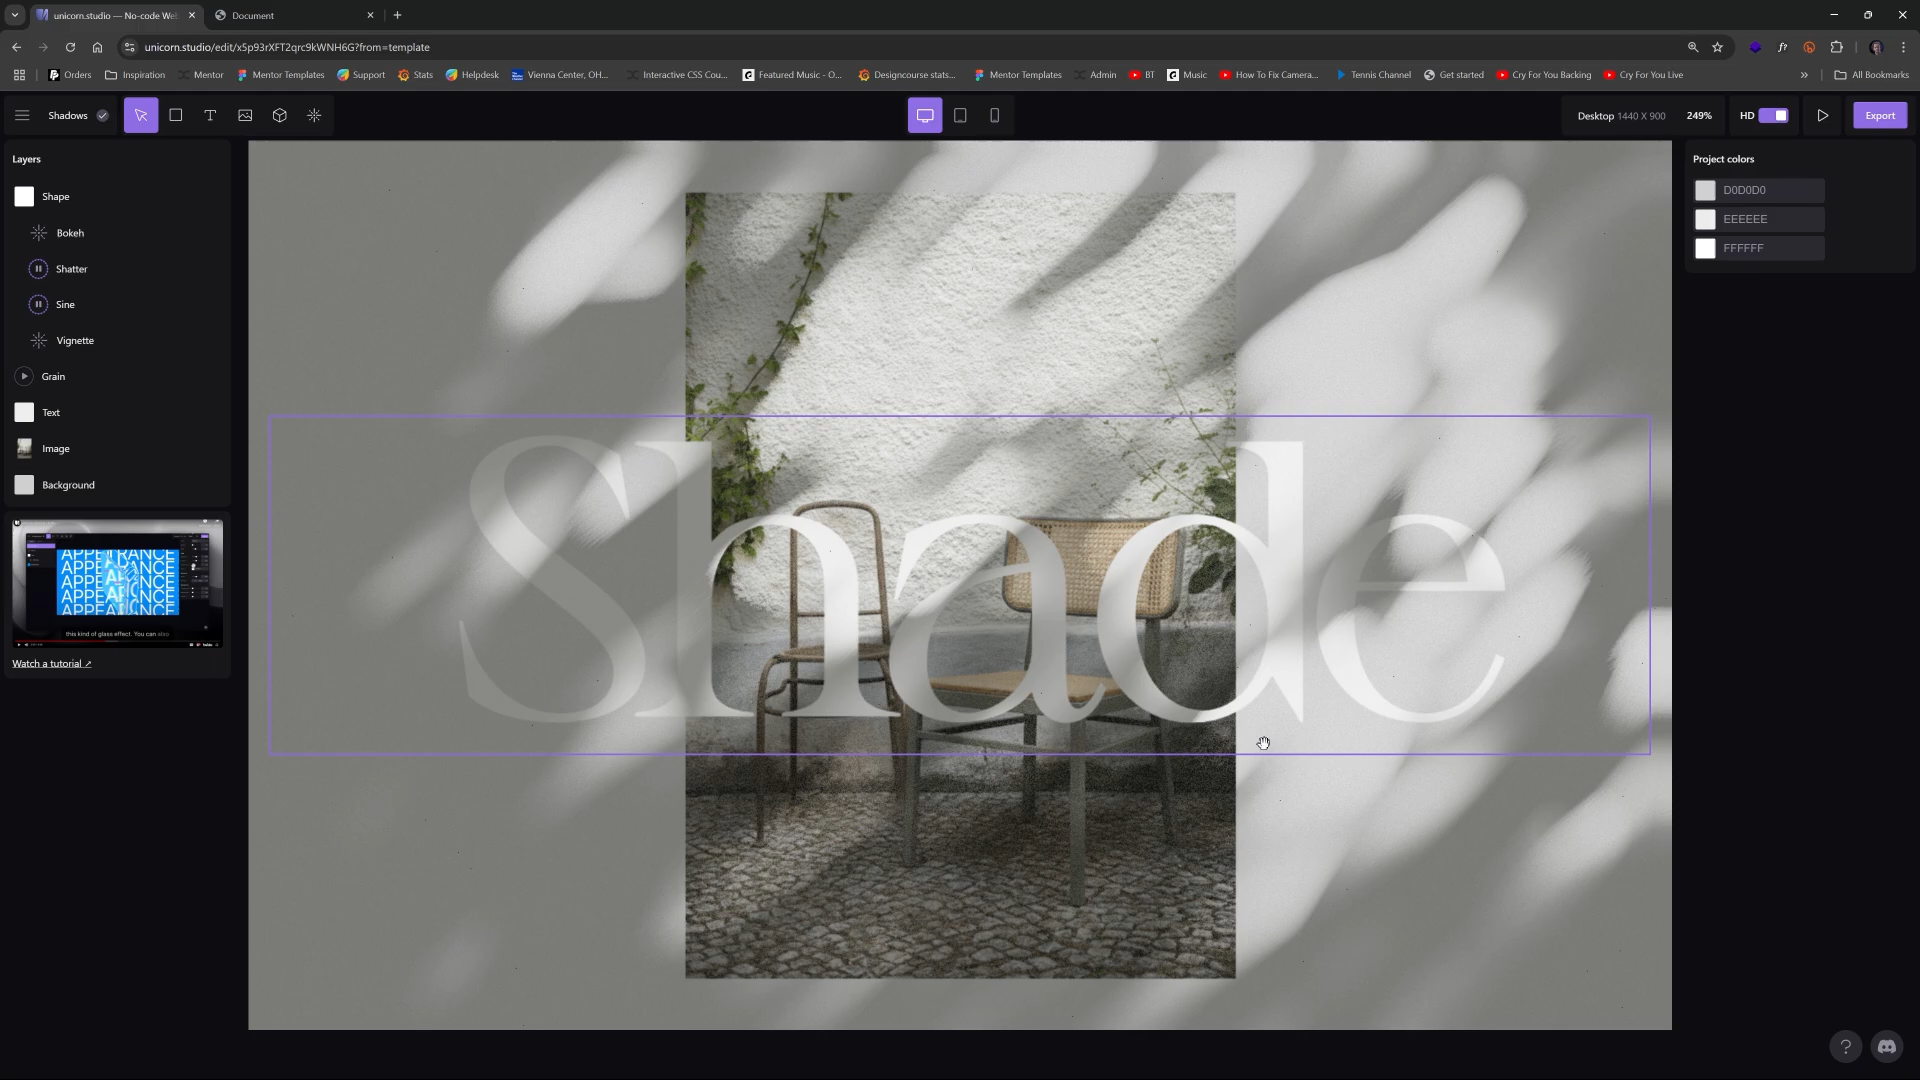 unicorn.studio — No-code We
Document
unicorn.studio/edit/x5p93rXFT2qrc9kWNH6G?from=template
Orders
Inspiration
Mentor
Mentor Templates
Support
Stats
Helpdesk
Vienna Center, OH...
Interactive CSS Cou...
Featured Music - O...
Designcourse stats...
Mentor Templates
Admin
BT
Music
How To Fix Camera...
Tennis Channel
Get started
Cry For You Backing
Cry For You Live
All Bookmarks
Shadows
Desktop 1440 X 900
249%
HD
Export
Layers
Shape
Bokeh
Shatter
Sine
Vignette
Grain
Text
Image
Background
APPEARANCE
this kind of glass effect. You can also
Watch a tutorial ↗
Shade
Project colors
D0D0D0
EEEEEE
FFFFFF
?